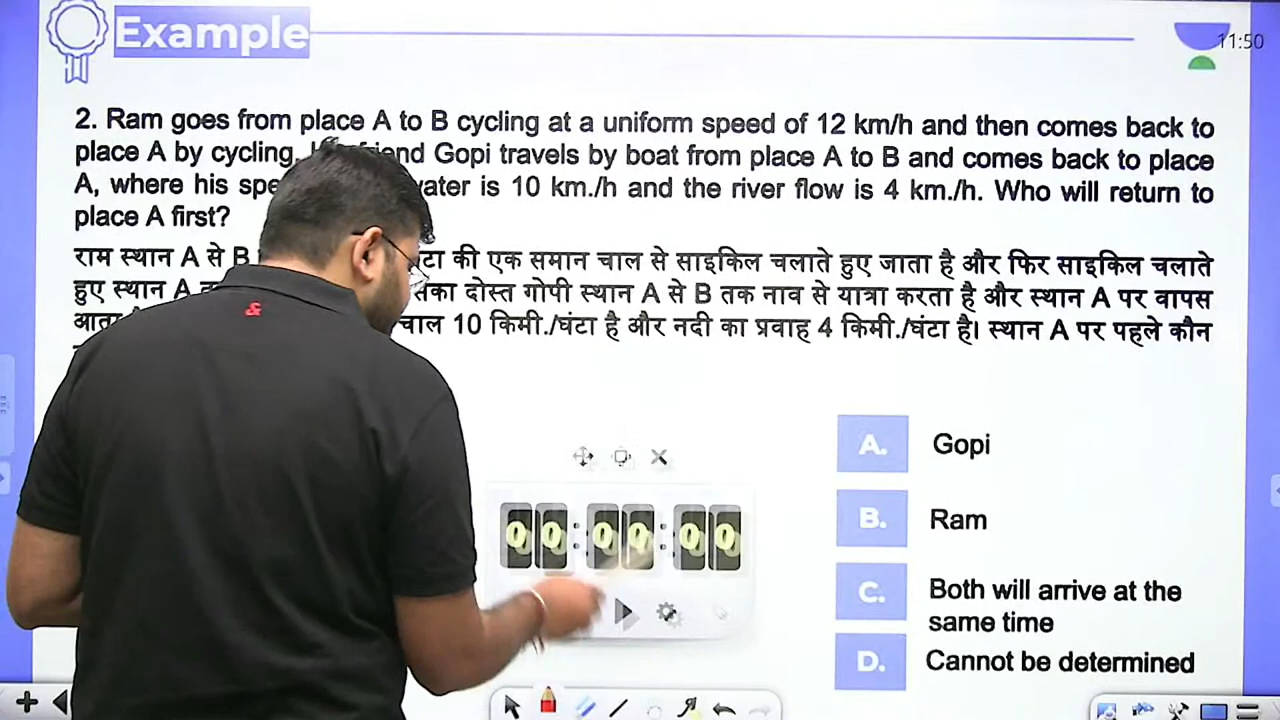 Example
11:50
2. Ram goes from place A to B cycling at a uniform speed of 12 km/h and then comes back to
place A by cycling. friend Gopi travels by boat from place A to B and comes back to place
A, where his water is 10 km./h and the river flow is 4 km./h. Who will return to
place A first?
राम स्थान A से B की एक समान चाल से साइकिल चलाते हुए जाता है और फिर साइकिल चलाते
हुए स्थान A दोस्त गोपी स्थान A से B तक नाव से यात्रा करता है और स्थान A पर वापस
चाल 10 किमी./घंटा है और नदी का प्रवाह 4 किमी./घंटा है। स्थान A पर पहले कौन
A. Gopi
00:00:00
B. Ram
C. Both will arrive at the
same time
D. Cannot be determined